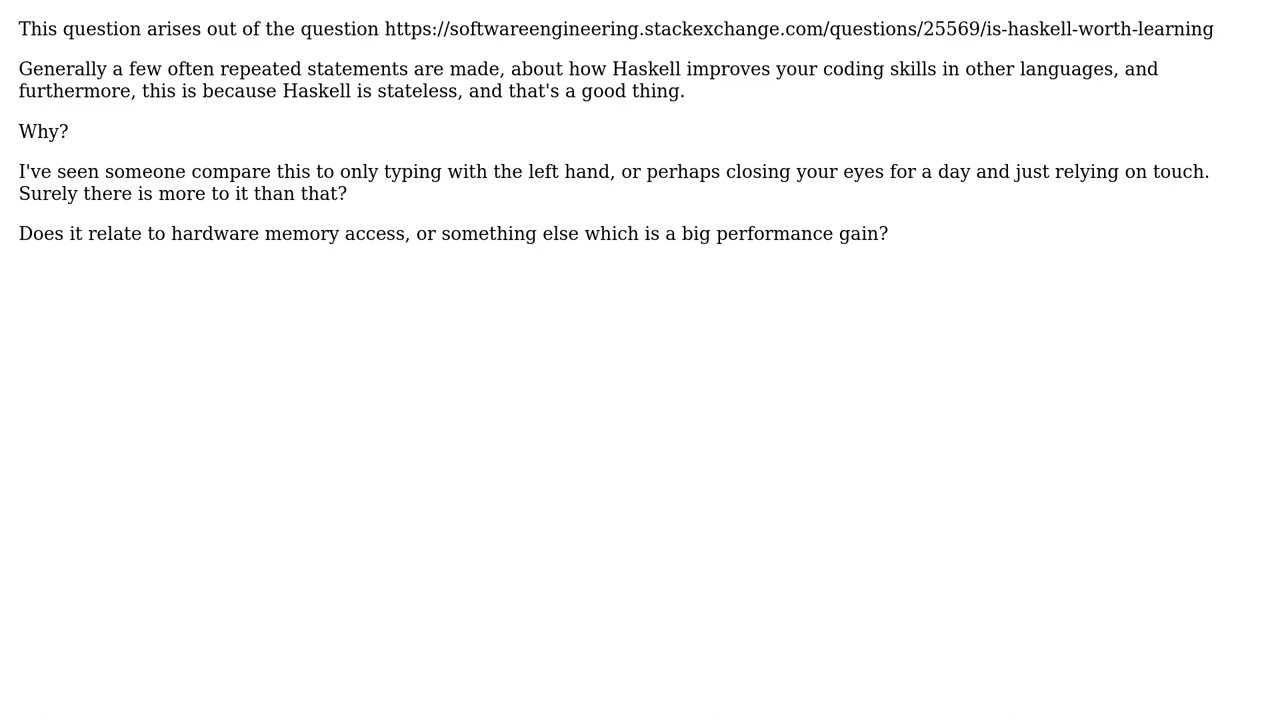 This question arises out of the question https://softwareengineering.stackexchange.com/questions/25569/is-haskell-worth-learning
Generally a few often repeated statements are made, about how Haskell improves your coding skills in other languages, and
furthermore, this is because Haskell is stateless, and that's a good thing.
Why?
I've seen someone compare this to only typing with the left hand, or perhaps closing your eyes for a day and just relying on touch.
Surely there is more to it than that?
Does it relate to hardware memory access, or something else which is a big performance gain?